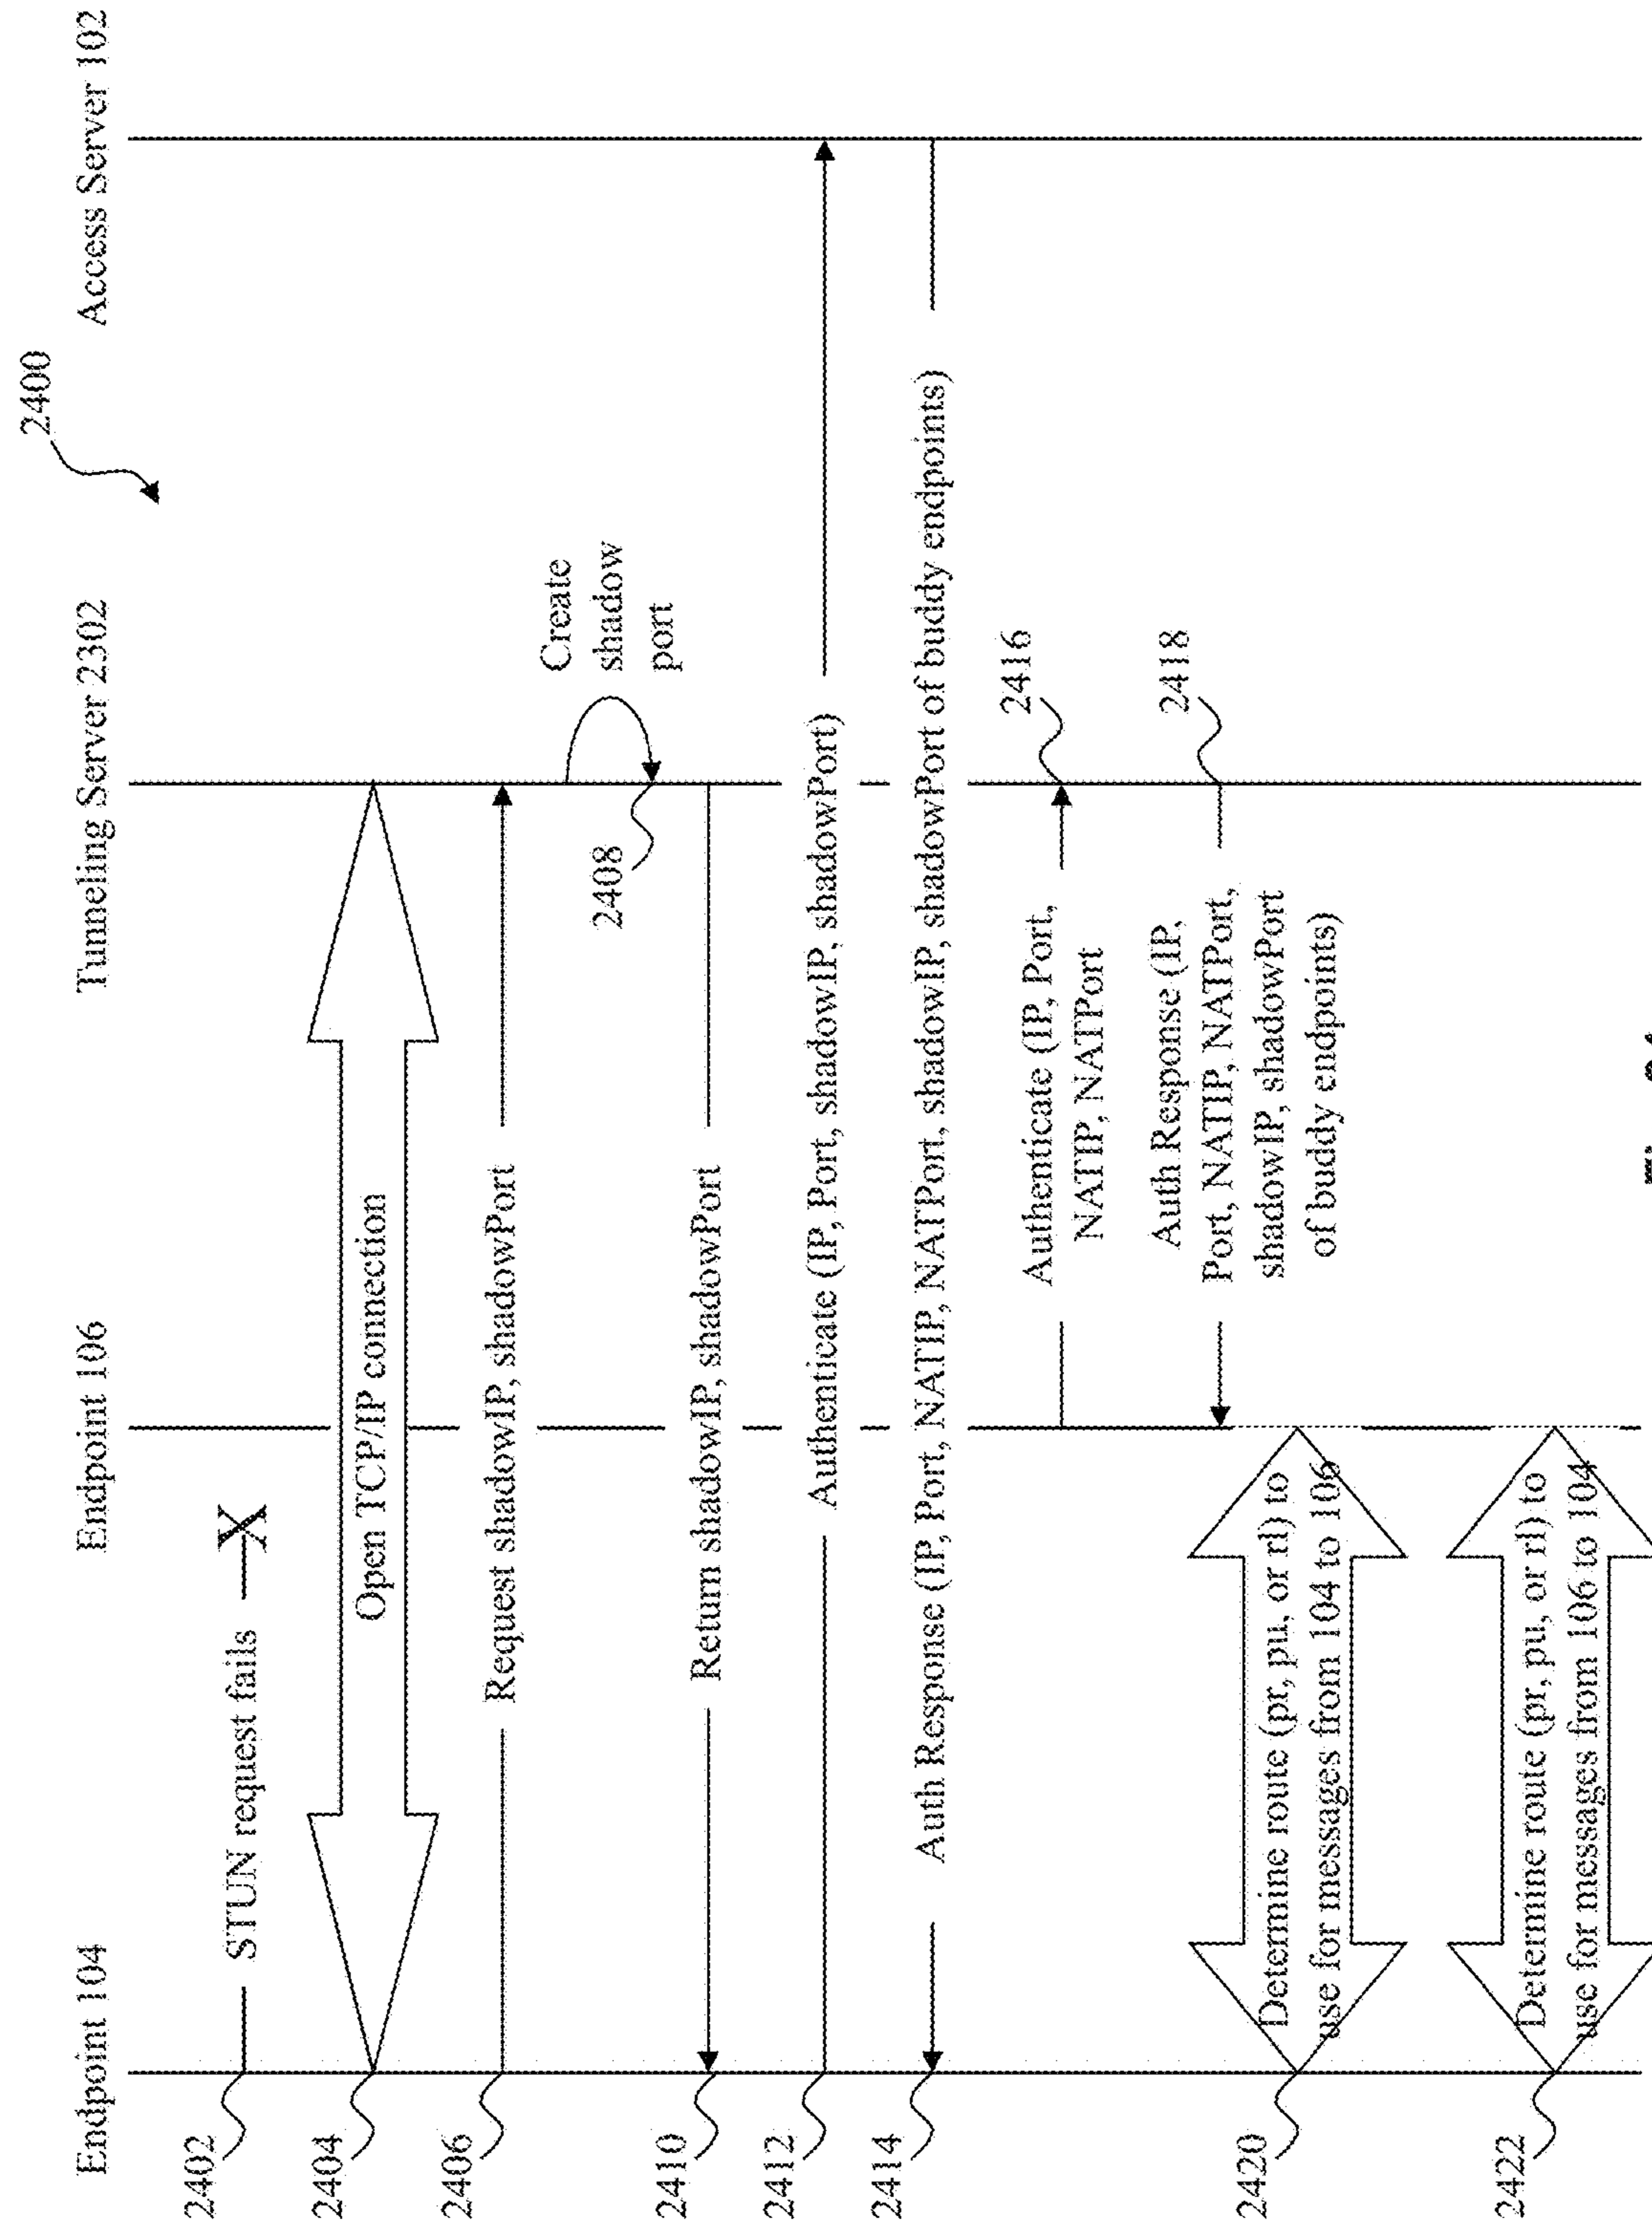 2400
Endpoint 104
Endpoint 106
Tunneling Server 2302
Access Server 102
2402
STUN request fails
X
2404
Open TCP/IP connection
2406
Request shadowIP, shadowPort
Create
shadow
port
2408
2410
Return shadowIP, shadowPort
2412
Authenticate (IP, Port, shadowIP, shadowPort)
2414
Auth Response (IP, Port, NATIP, NATPort, shadowIP, shadowPort of buddy endpoints)
Authenticate (IP, Port,
NATIP, NATPort
2416
Auth Response (IP,
Port, NATIP, NATPort,
shadowIP, shadowPort
of buddy endpoints)
2418
2420
Determine route (pr, pu, or rl) to
use for messages from 104 to 106
2422
Determine route (pr, pu, or rl) to
use for messages from 106 to 104